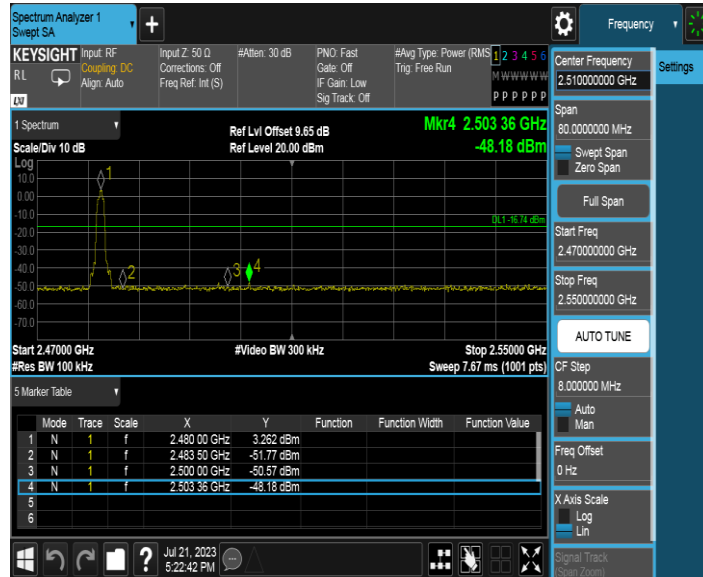 Spectrum Analyzer 1
Swept SA
+
Frequency
KEYSIGHT
RL
LXI
Input: RF
Coupling: DC
Align: Auto
Input Z: 50 Ω
Corrections: Off
Freq Ref: Int (S)
#Atten: 30 dB
PNO: Fast
Gate: Off
IF Gain: Low
Sig Track: Off
#Avg Type: Power (RMS
Trig: Free Run
1 2 3 4 5 6
M W W W W W
P P P P P P
1 Spectrum
Scale/Div 10 dB
Ref Lvl Offset 9.65 dB
Ref Level 20.00 dBm
Mkr4 2.503 36 GHz
-48.18 dBm
Log
10.0
0.00
-10.0
-20.0
-30.0
-40.0
-50.0
-60.0
-70.0
1
2
3
4
DL1 -16.74 dBm
Start 2.47000 GHz
#Res BW 100 kHz
#Video BW 300 kHz
Stop 2.55000 GHz
Sweep 7.67 ms (1001 pts)
5 Marker Table
Mode Trace Scale X Y Function Function Width Function Value
1 N 1 f 2.480 00 GHz 3.262 dBm
2 N 1 f 2.483 50 GHz -51.77 dBm
3 N 1 f 2.500 00 GHz -50.57 dBm
4 N 1 f 2.503 36 GHz -48.18 dBm
5
6
?
Jul 21, 2023
5:22:42 PM
Settings
Center Frequency
2.510000000 GHz
Span
80.0000000 MHz
Swept Span
Zero Span
Full Span
Start Freq
2.470000000 GHz
Stop Freq
2.550000000 GHz
AUTO TUNE
CF Step
8.000000 MHz
Auto
Man
Freq Offset
0 Hz
X Axis Scale
Log
Lin
Signal Track
(Span Zoom)